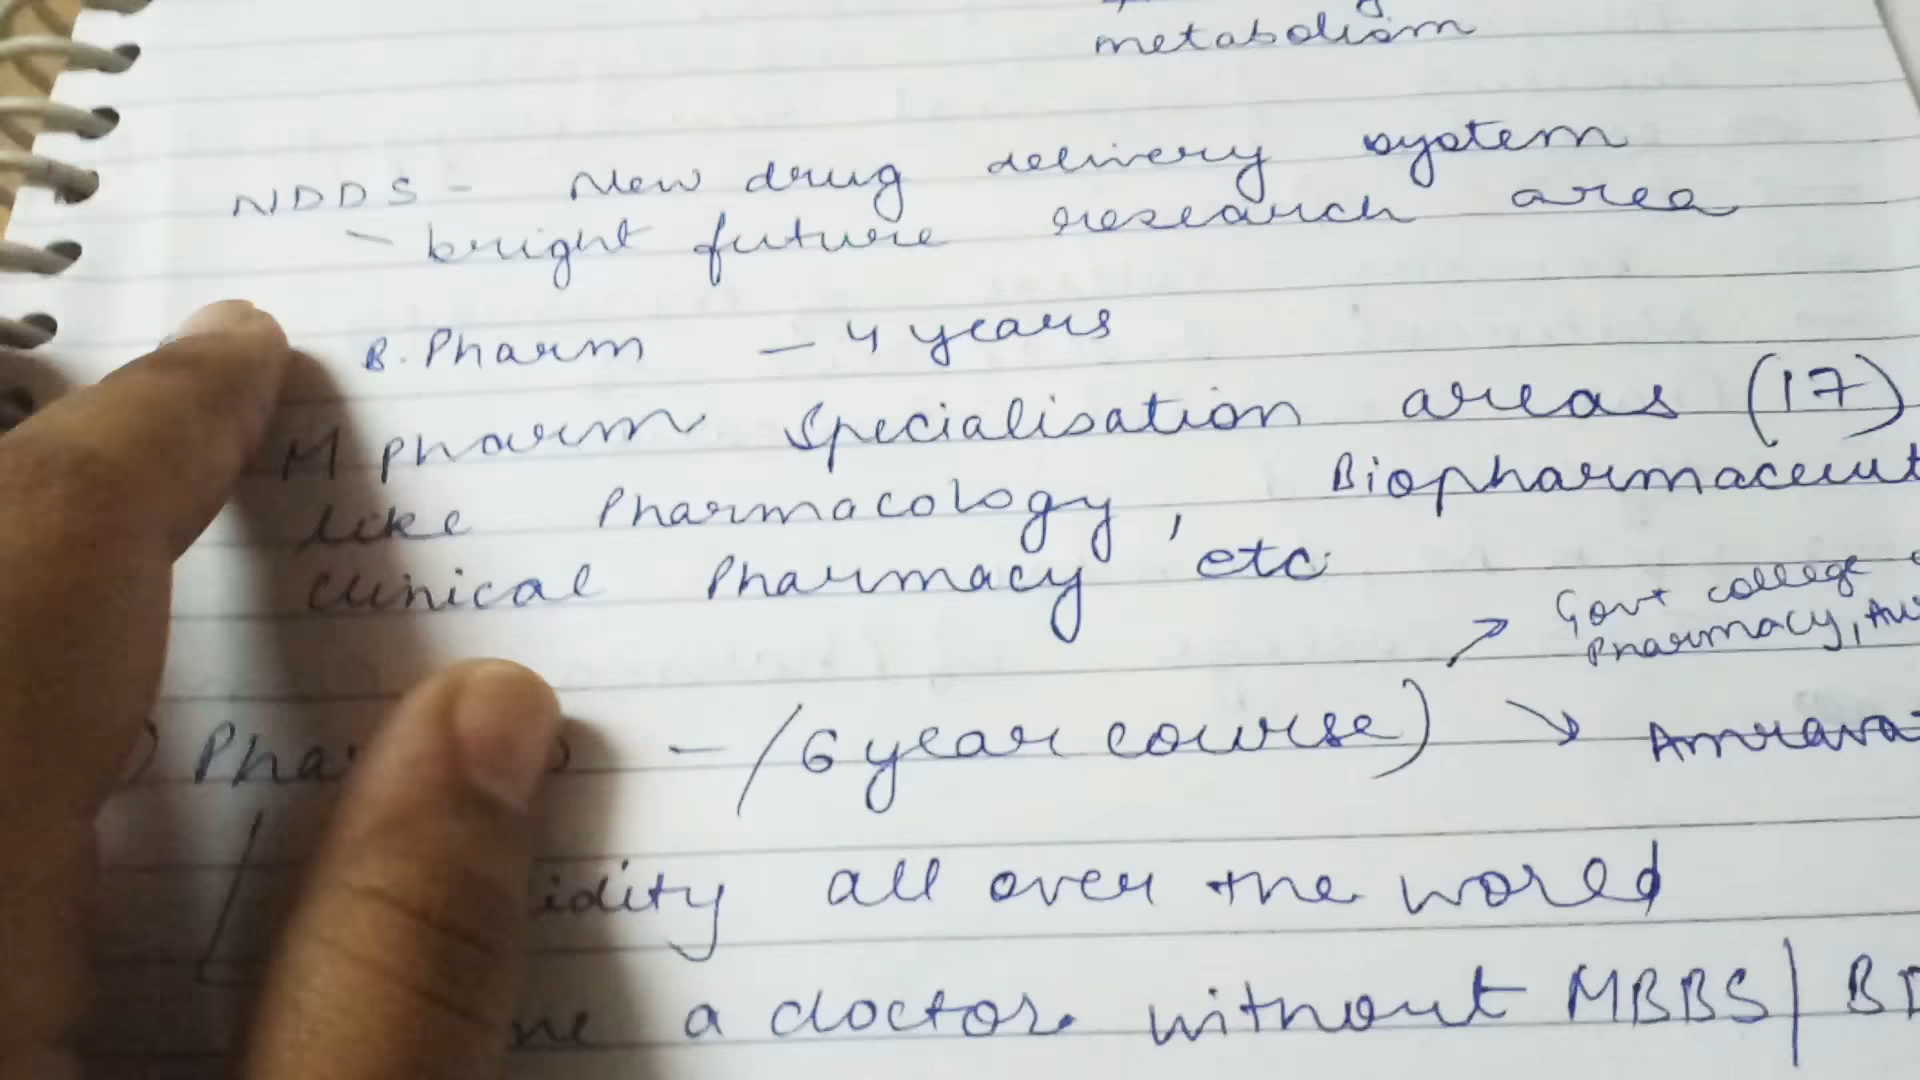 metabolism
NDDS - New drug delivery system
- bright future research area
B. Pharm - 4 years
M pharm specialisation areas (17)
like Pharmacology, Biopharmaceut
clinical Pharmacy etc
Govt college
Pharmacy, Au
- (6 year course)
Amrava
idity all over the world
a doctor without MBBS|